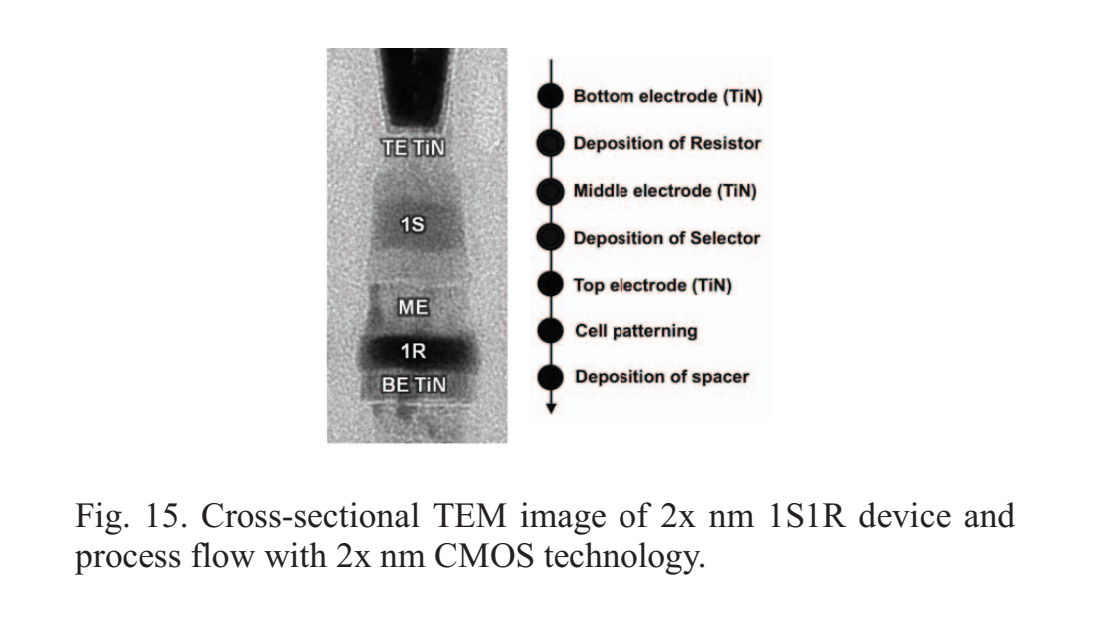 TE TiN
1S
ME
1R
BE TiN
Bottom electrode (TiN)
Deposition of Resistor
Middle electrode (TiN)
Deposition of Selector
Top electrode (TiN)
Cell patterning
Deposition of spacer
Fig. 15. Cross-sectional TEM image of 2x nm 1S1R device and
process flow with 2x nm CMOS technology.